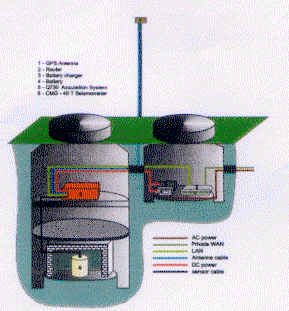 1 - GPS Antenna
2 - Router
3 - Battery charger
4 - Battery
5 - Q730 Acquisition System
6 - CMG - 40 T Seismometer
AC power
Private WAN
LAN
Antenna cable
DC power
sensor cable